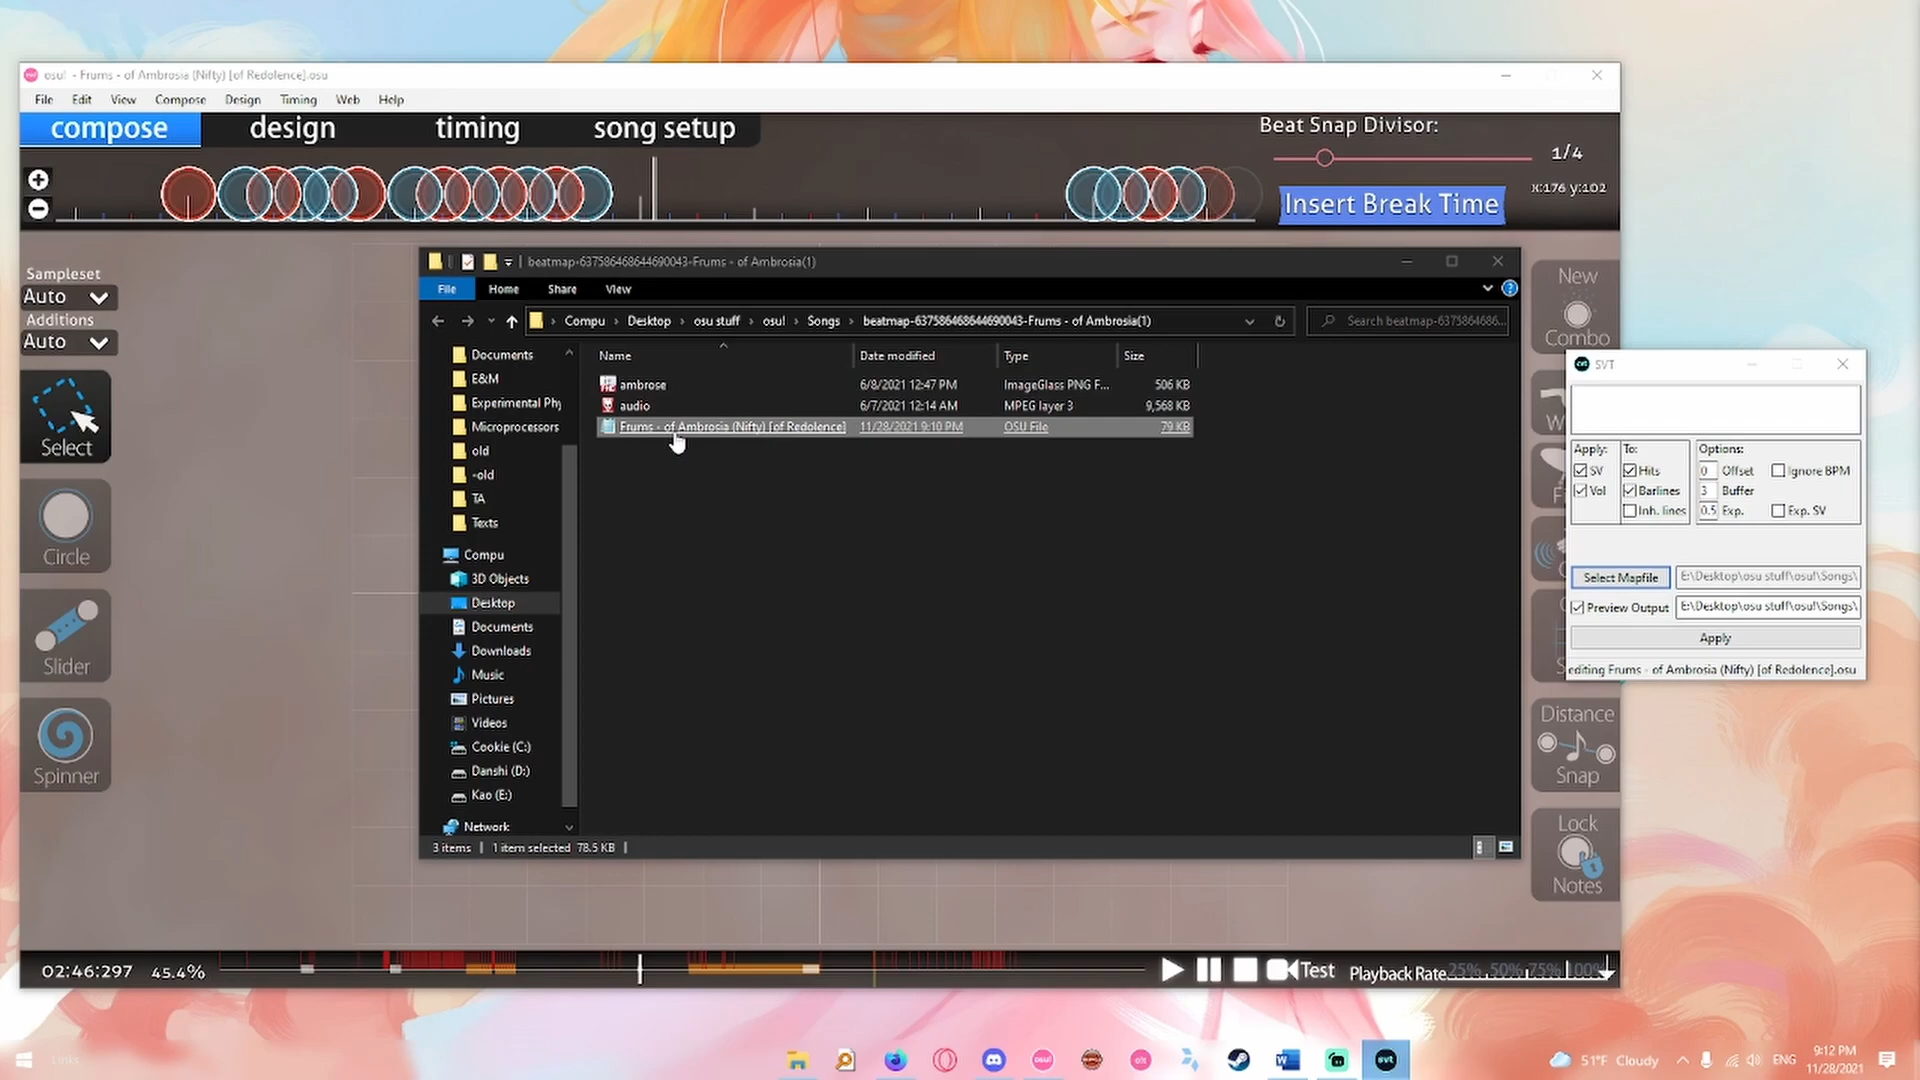 osu! - Frums - of Ambrosia (Nifty) [of Redolence].osu
File Edit View Compose Design Timing Web Help
compose design timing song setup
Beat Snap Divisor:
1/4
x:176 y:102
Insert Break Time
Sampleset
Auto
Additions
Auto
Select
Circle
Slider
Spinner
New
Combo
Distance
Snap
Lock
Notes
beatmap-637586468644690043-Frums - of Ambrosia(1)
File Home Share View
Compu Desktop osu stuff osu! Songs beatmap-637586468644690043-Frums - of Ambrosia(1)
Search beatmap-6375864686...
Name Date modified Type Size
ambrose 6/8/2021 12:47 PM ImageGlass PNG F... 506 KB
audio 6/7/2021 12:14 AM MPEG layer 3 9,568 KB
Frums - of Ambrosia (Nifty) [of Redolence] 11/28/2021 9:10 PM OSU File 79 KB
Documents
E&M
Experimental Phy
Microprocessors
old
-old
TA
Texts
Compu
3D Objects
Desktop
Documents
Downloads
Music
Pictures
Videos
Cookie (C:)
Danshi (D:)
Kao (E:)
Network
3 items 1 item selected 78.5 KB
SVT
Apply: To: Options:
SV Hits 0 Offset Ignore BPM
Vol Barlines 3 Buffer
Inh. lines 0.5 Exp. Exp. SV
Select Mapfile E:\Desktop\osu stuff\osu!\Songs\
Preview Output E:\Desktop\osu stuff\osu!\Songs\
Apply
editing Frums - of Ambrosia (Nifty) [of Redolence].osu
02:46:297 45.4%
Test
Playback Rate 25% 50% 75% 100%
Links
osu!
svt
51°F Cloudy
ENG
9:12 PM
11/28/2021